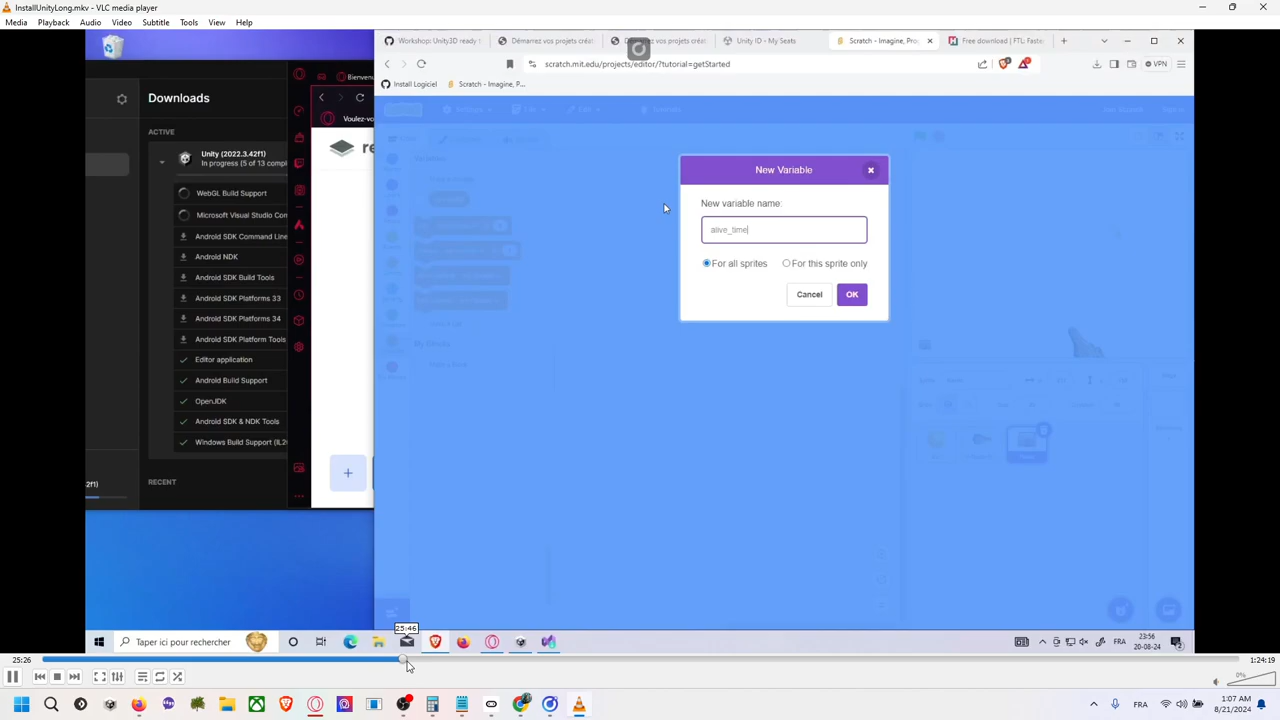 InstallUnityLong.mkv - VLC media player
Media Playback Audio Video Subtitle Tools View Help
Workshop: Unity3D ready t
Démarrez vos projets créat
Unity ID - My Seats
Scratch - Imagine, Pro
Free download | FTL: Faste
scratch.mit.edu/projects/editor/?tutorial=getStarted
VPN
Install Logiciel
Scratch - Imagine, P...
Bienvenu
Voulez-vo
re
Downloads
ACTIVE
Unity (2022.3.42f1)
In progress (5 of 13 compl
WebGL Build Support
Microsoft Visual Studio Con
Android SDK Command Line
Android NDK
Android SDK Build Tools
Android SDK Platforms 33
Android SDK Platforms 34
Android SDK Platform Tools
Editor application
Android Build Support
OpenJDK
Android SDK & NDK Tools
Windows Build Support (IL2
RECENT
2f1)
New Variable
New variable name:
alive_time
For all sprites
For this sprite only
Cancel
OK
Taper ici pour rechercher
23:56
20-08-24
25:46
25:26
1:24:19
0%
FRA
1:07 AM
8/21/2024